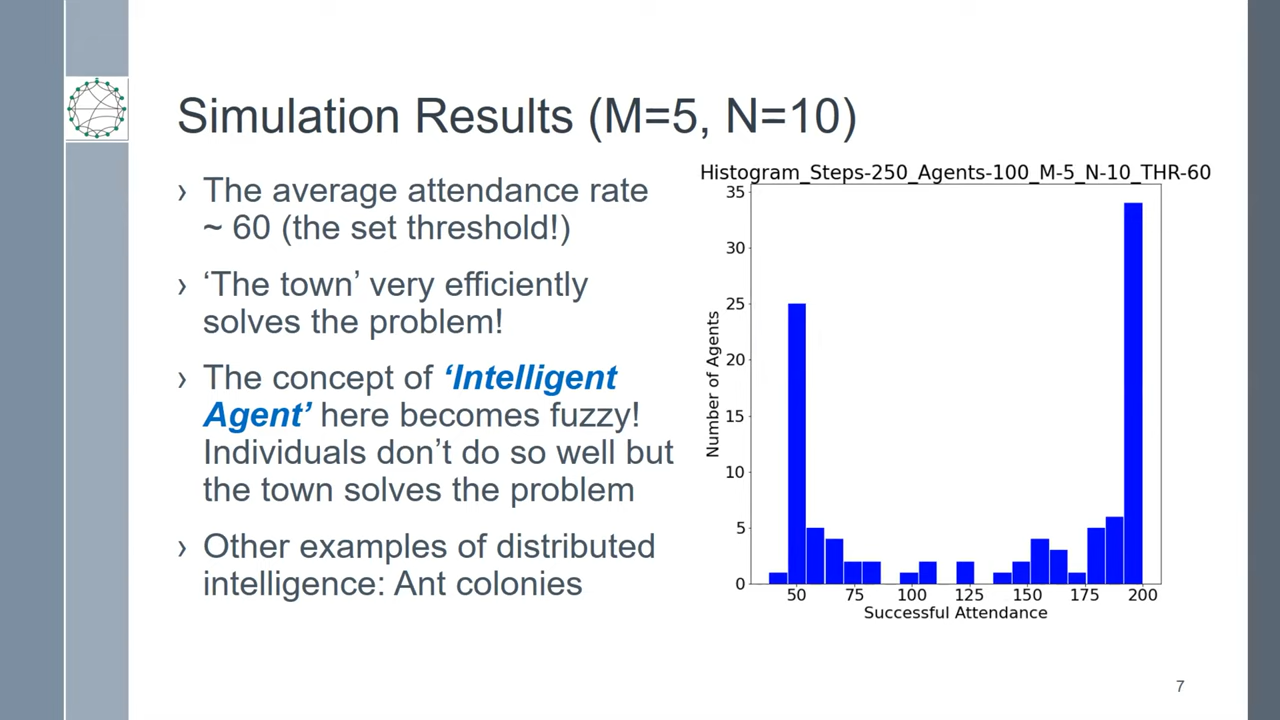 Simulation Results (M=5, N=10)
› The average attendance rate
~ 60 (the set threshold!)
› ‘The town’ very efficiently
solves the problem!
› The concept of ‘Intelligent
Agent’ here becomes fuzzy!
Individuals don’t do so well but
the town solves the problem
› Other examples of distributed
intelligence: Ant colonies
Histogram_Steps-250_Agents-100_M-5_N-10_THR-60
35
30
25
20
15
10
5
0
Number of Agents
50 75 100 125 150 175 200
Successful Attendance
7